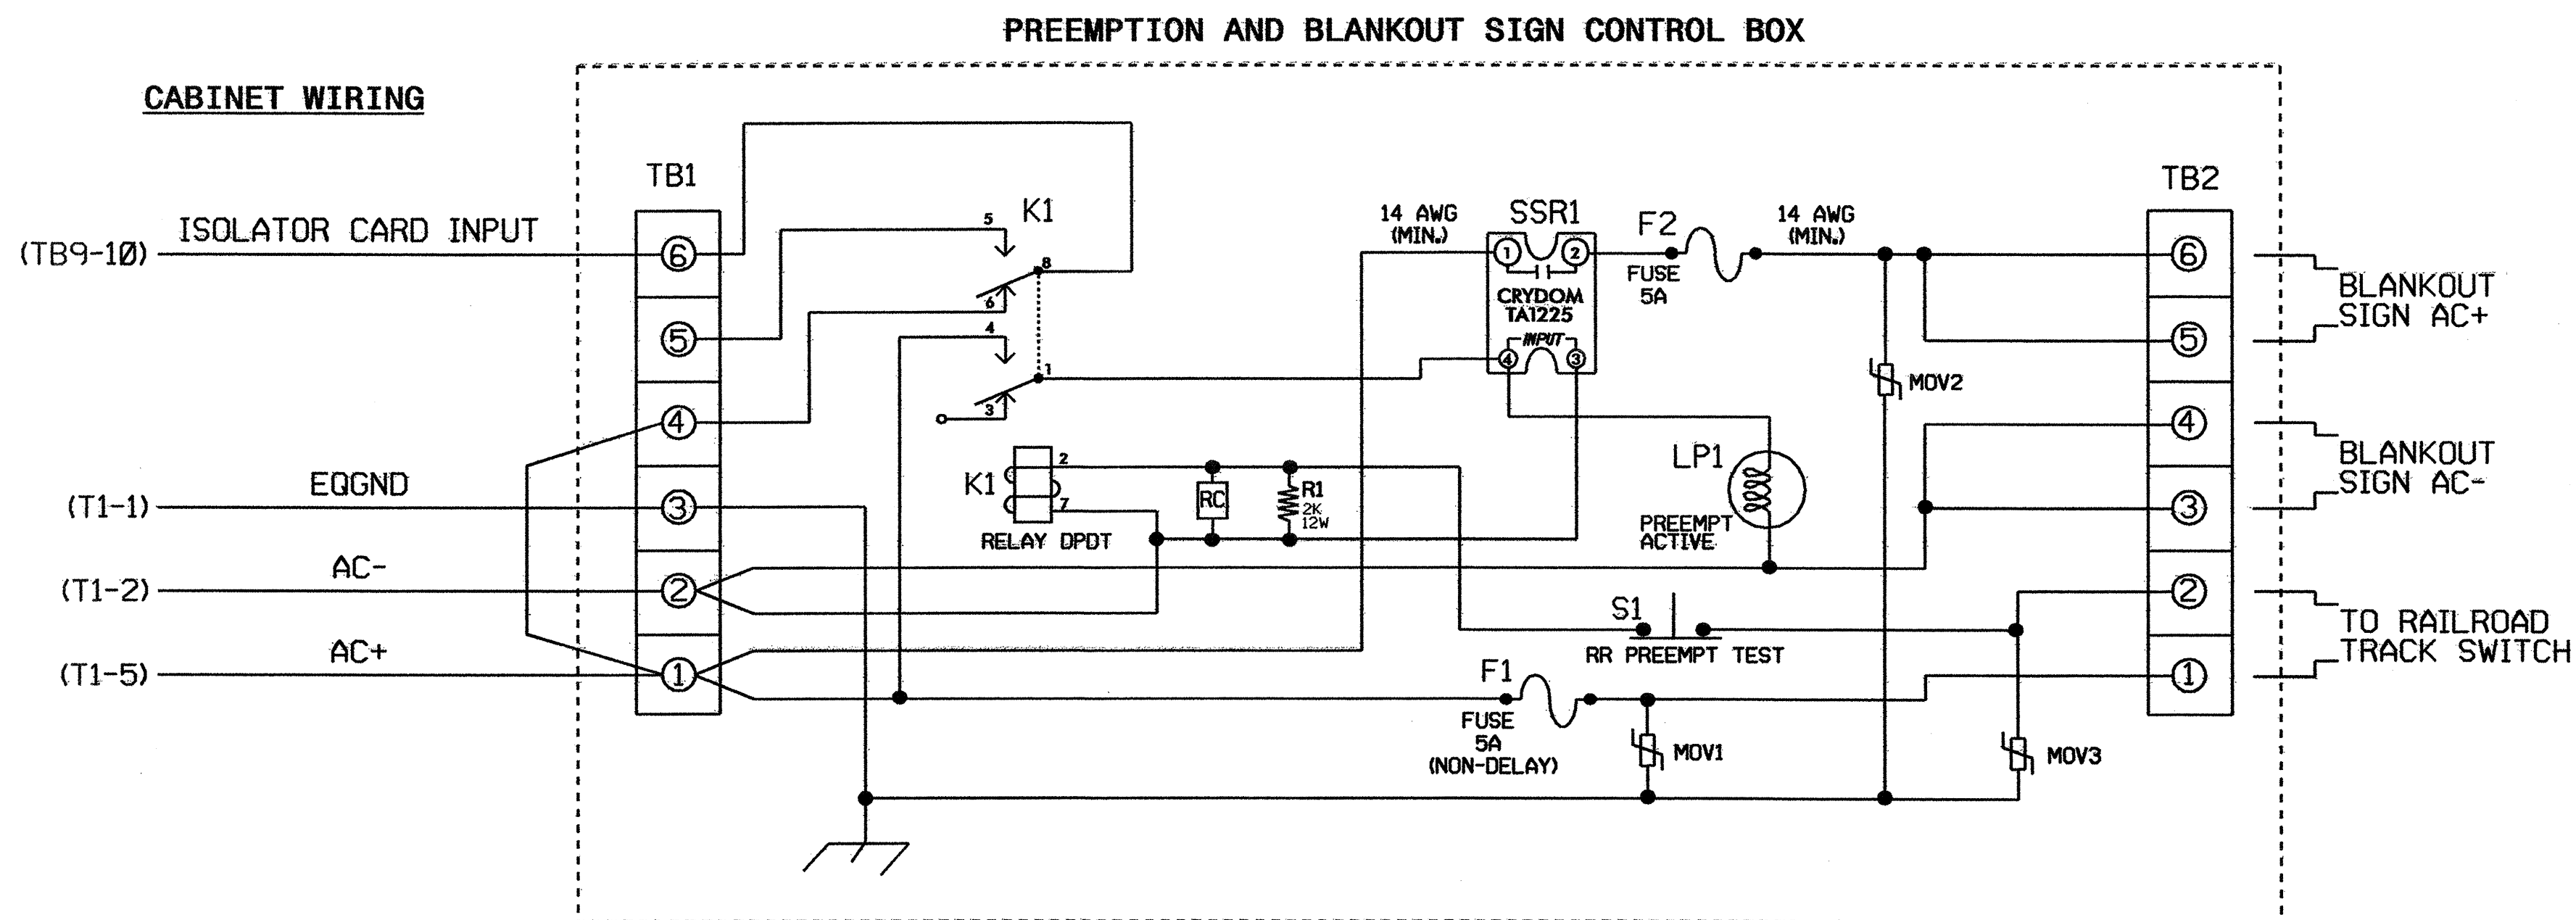 PREEMPTION AND BLANKOUT SIGN CONTROL BOX
CABINET WIRING
TB1
(TB9-10)
ISOLATOR CARD INPUT
6
5
4
(T1-1)
EQGND
3
(T1-2)
AC-
2
(T1-5)
AC+
1
K1
5
8
6
4
1
3
K1
2
7
RELAY DPDT
RC
R1
2K
12W
14 AWG
(MIN.)
SSR1
1
2
CRYDOM
TA1225
INPUT
4
3
F2
FUSE
5A
14 AWG
(MIN.)
MOV2
LP1
PREEMPT
ACTIVE
S1
RR PREEMPT TEST
F1
FUSE
5A
(NON-DELAY)
MOV1
MOV3
TB2
6
5
4
3
2
1
BLANKOUT
SIGN AC+
BLANKOUT
SIGN AC-
TO RAILROAD
TRACK SWITCH